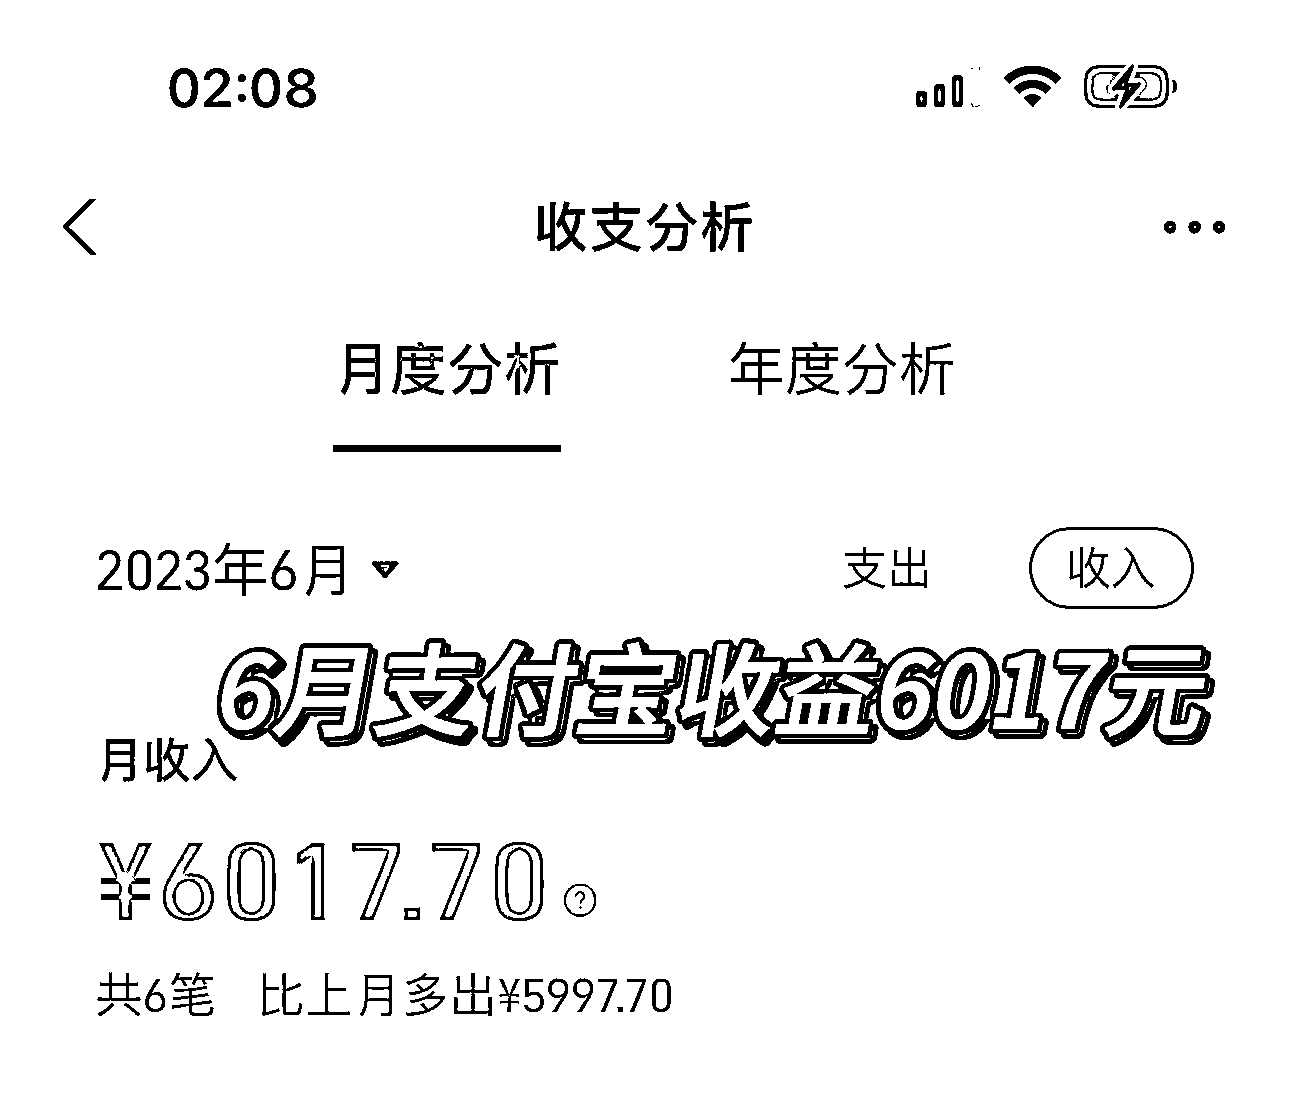 02:08
收支分析
月度分析 年度分析
2023年6月 支出 收入
6月支付宝收益6017元
月收入
¥6017.70
共6笔 比上月多出¥5997.70